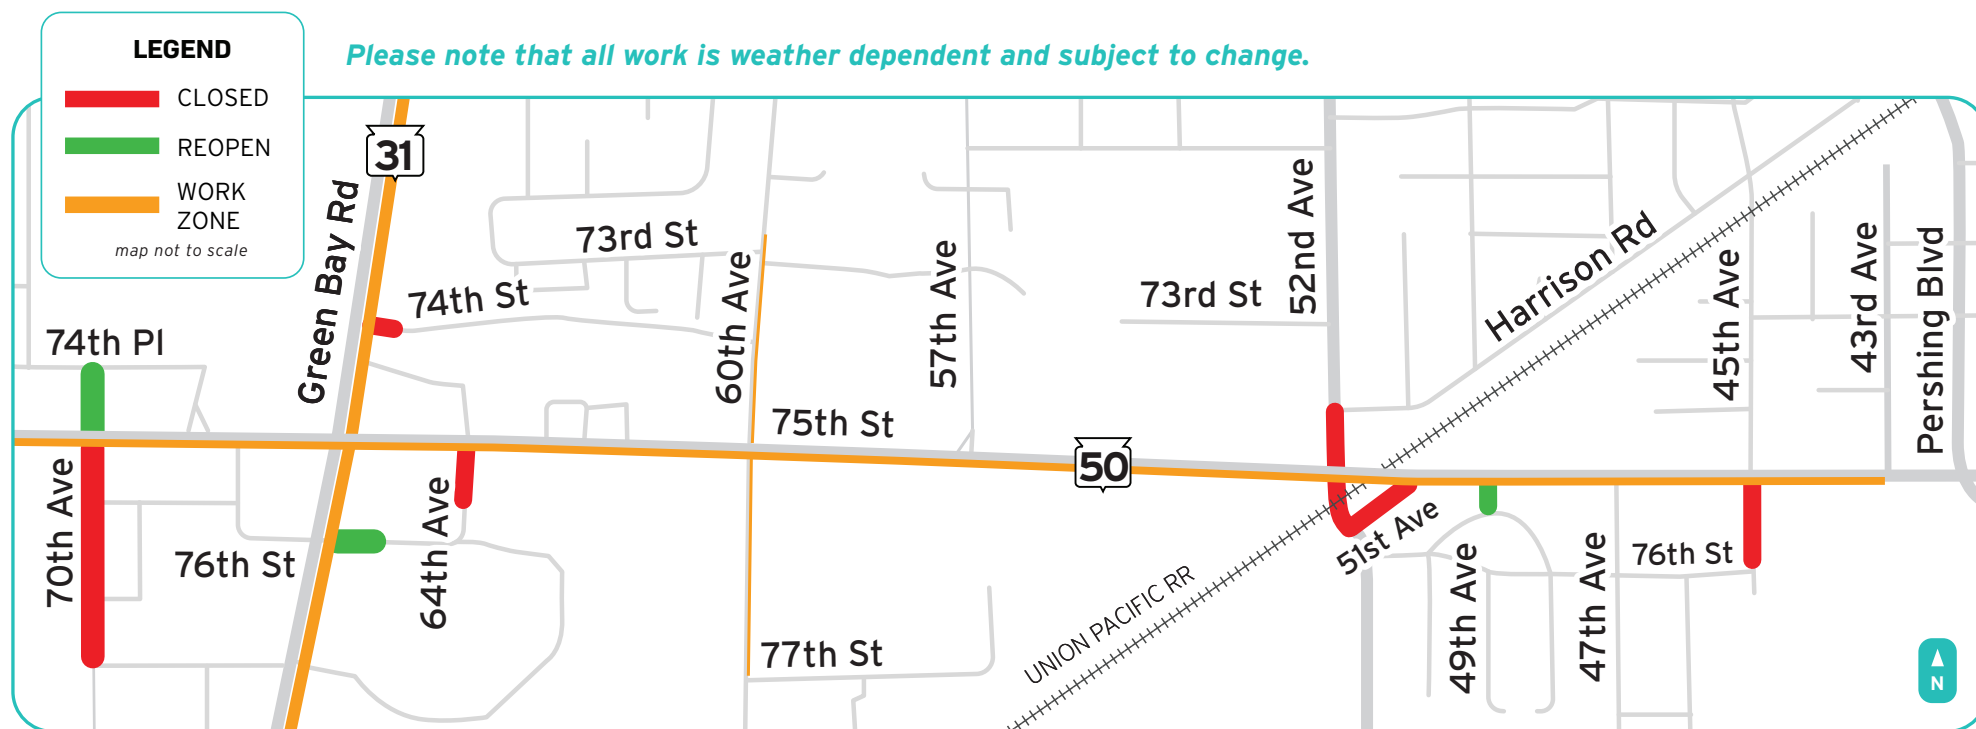 LEGEND
CLOSED
REOPEN
WORK
ZONE
map not to scale
Please note that all work is weather dependent and subject to change.
31
Green Bay Rd
73rd St
74th St
60th Ave
57th Ave
73rd St
52nd Ave
Harrison Rd
45th Ave
43rd Ave
Pershing Blvd
74th Pl
75th St
50
70th Ave
76th St
64th Ave
77th St
UNION PACIFIC RR
51st Ave
49th Ave
47th Ave
76th St
N